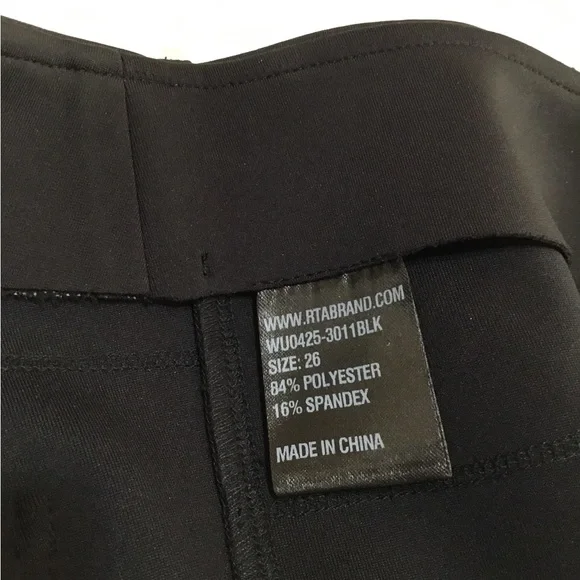 WWW.RTABRAND.COM
WU0425-3011BLK
SIZE: 26
84% POLYESTER
16% SPANDEX
MADE IN CHINA